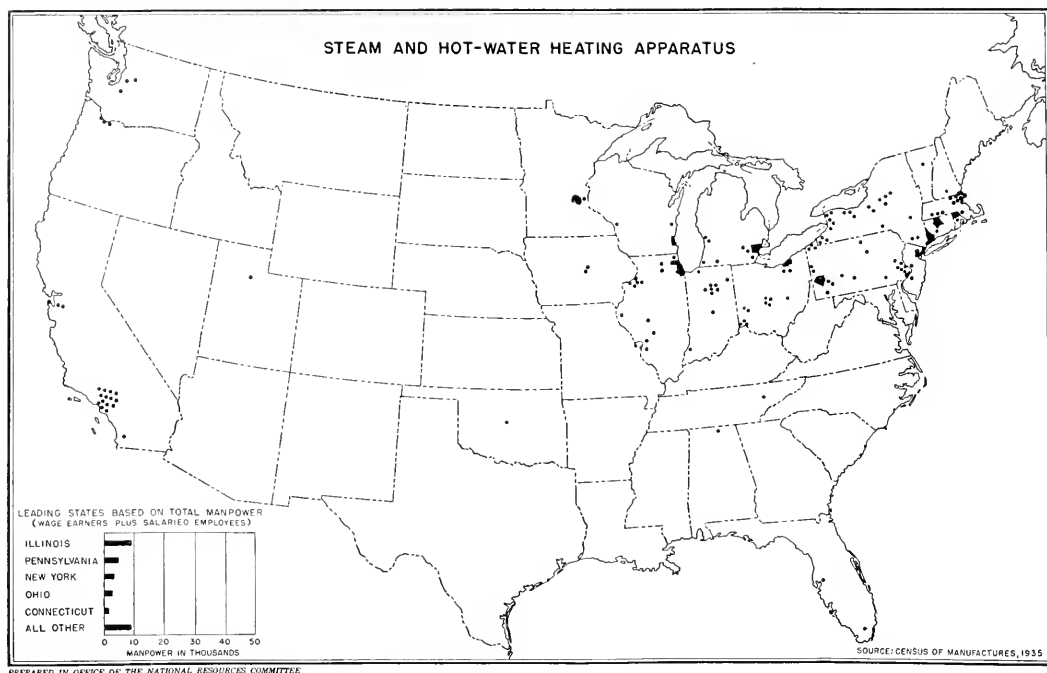 STEAM AND HOT-WATER HEATING APPARATUS
LEADING STATES BASED ON TOTAL MANPOWER
(WAGE EARNERS PLUS SALARIED EMPLOYEES)
ILLINOIS
PENNSYLVANIA
NEW YORK
OHIO
CONNECTICUT
ALL OTHER
0 10 20 30 40 50
MANPOWER IN THOUSANDS
SOURCE: CENSUS OF MANUFACTURES, 1935
PREPARED IN OFFICE OF THE NATIONAL RESOURCES COMMITTEE